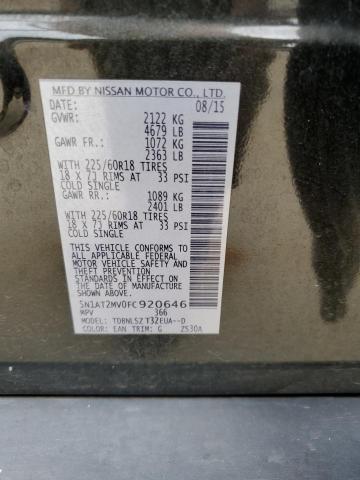 MFD BY NISSAN MOTOR CO., LTD.
DATE: 08/15
GVWR: 2122 KG
4679 LB
GAWR FR.: 1072 KG
2363 LB
WITH 225/60R18 TIRES
18 X 7J RIMS AT 33 PSI
COLD SINGLE
GAWR RR.: 1089 KG
2401 LB
WITH 225/60R18 TIRES
18 X 7J RIMS AT 33 PSI
COLD SINGLE
THIS VEHICLE CONFORMS TO
ALL APPLICABLE FEDERAL
MOTOR VEHICLE SAFETY AND
THEFT PREVENTION
STANDARDS IN EFFECT ON
THE DATE OF MANUFACTURE
SHOWN ABOVE.
5N1AT2MV0FC920646
MPV 366
MODEL: TDBNLSZ T32EUA--D
COLOR: EAN TRIM: G ZS30A